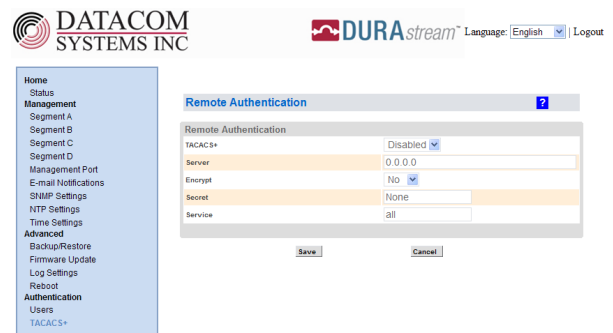 DATACOM
SYSTEMS INC
DURAstream™ Language: English | Logout
Home
Status
Management
Segment A
Segment B
Segment C
Segment D
Management Port
E-mail Notifications
SNMP Settings
NTP Settings
Time Settings
Advanced
Backup/Restore
Firmware Update
Log Settings
Reboot
Authentication
Users
TACACS+
Remote Authentication ?
Remote Authentication
TACACS+ Disabled
Server 0.0.0.0
Encrypt No
Secret None
Service all
Save Cancel